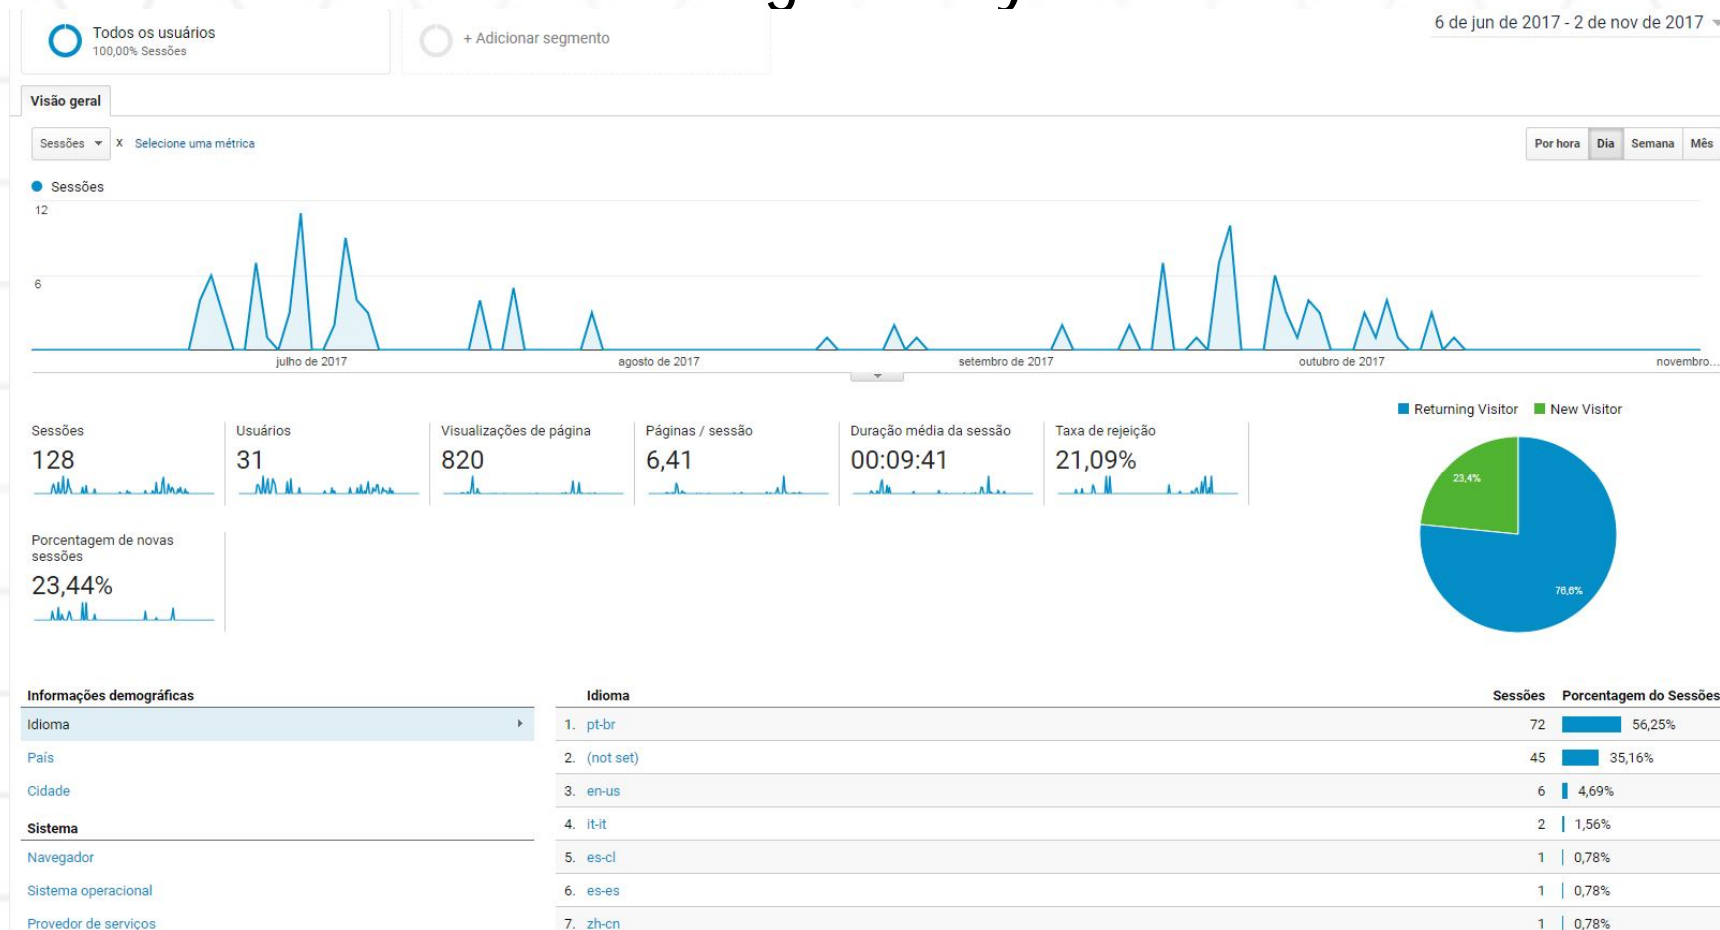 Todos os usuários
100,00% Sessões
+ Adicionar segmento
6 de jun de 2017 - 2 de nov de 2017
Visão geral
Sessões x Selecione uma métrica
Por hora Dia Semana Mês
Sessões
12
6
julho de 2017 agosto de 2017 setembro de 2017 outubro de 2017 novembro...
Returning Visitor New Visitor
23,4%
76,6%
Sessões
128
Usuários
31
Visualizações de página
820
Páginas / sessão
6,41
Duração média da sessão
00:09:41
Taxa de rejeição
21,09%
Porcentagem de novas
sessões
23,44%
Informações demográficas
Idioma
País
Cidade
Sistema
Navegador
Sistema operacional
Provedor de serviços
Idioma Sessões Porcentagem do Sessões
1. pt-br 72 56,25%
2. (not set) 45 35,16%
3. en-us 6 4,69%
4. it-it 2 1,56%
5. es-cl 1 0,78%
6. es-es 1 0,78%
7. zh-cn 1 0,78%